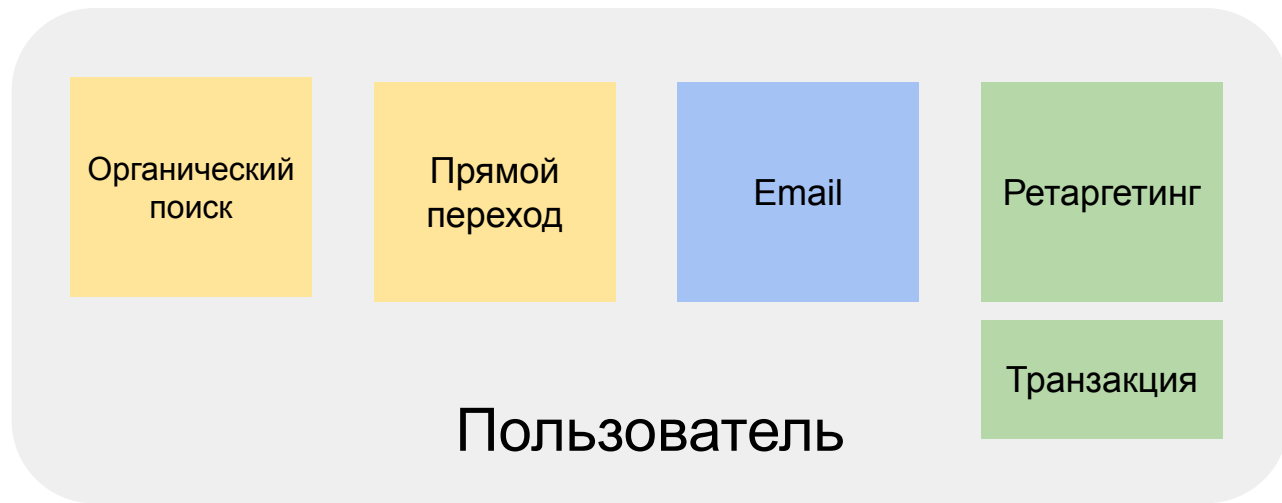 Органический
поиск
Прямой
переход
Email
Ретаргетинг
Транзакция
Пользователь